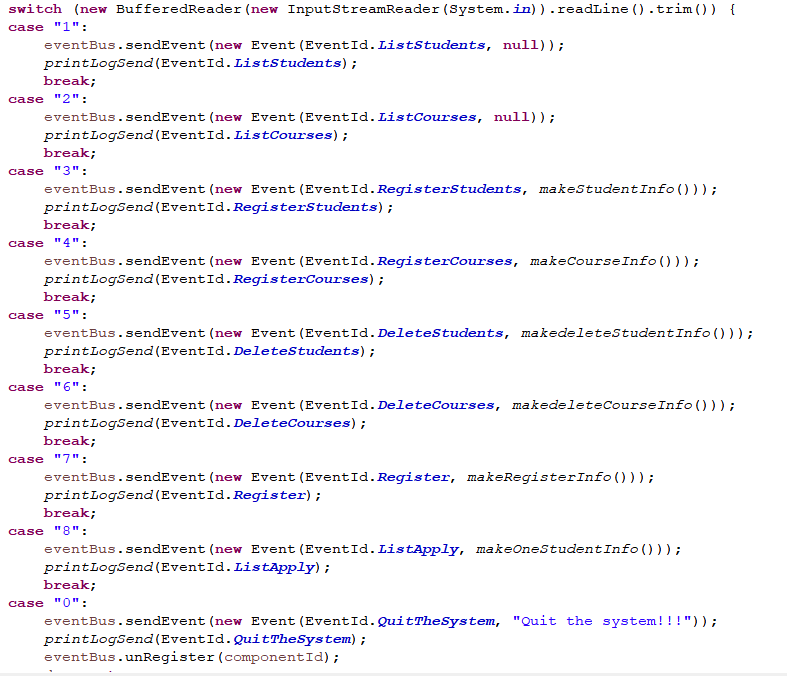 switch (new BufferedReader(new InputStreamReader(System.in)).readLine().trim()) {
case "1":
    eventBus.sendEvent(new Event(EventId.ListStudents, null));
    printLogSend(EventId.ListStudents);
    break;
case "2":
    eventBus.sendEvent(new Event(EventId.ListCourses, null));
    printLogSend(EventId.ListCourses);
    break;
case "3":
    eventBus.sendEvent(new Event(EventId.RegisterStudents, makeStudentInfo()));
    printLogSend(EventId.RegisterStudents);
    break;
case "4":
    eventBus.sendEvent(new Event(EventId.RegisterCourses, makeCourseInfo()));
    printLogSend(EventId.RegisterCourses);
    break;
case "5":
    eventBus.sendEvent(new Event(EventId.DeleteStudents, makedeleteStudentInfo()));
    printLogSend(EventId.DeleteStudents);
    break;
case "6":
    eventBus.sendEvent(new Event(EventId.DeleteCourses, makedeleteCourseInfo()));
    printLogSend(EventId.DeleteCourses);
    break;
case "7":
    eventBus.sendEvent(new Event(EventId.Register, makeRegisterInfo()));
    printLogSend(EventId.Register);
    break;
case "8":
    eventBus.sendEvent(new Event(EventId.ListApply, makeOneStudentInfo()));
    printLogSend(EventId.ListApply);
    break;
case "0":
    eventBus.sendEvent(new Event(EventId.QuitTheSystem, "Quit the system!!!"));
    printLogSend(EventId.QuitTheSystem);
    eventBus.unRegister(componentId);